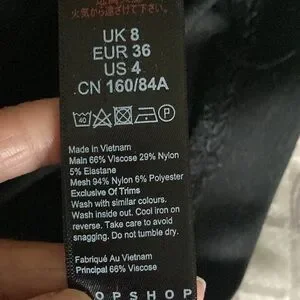 火気から遠ざけて下さい
UK 8
EUR 36
US 4
CN 160/84A
40
P
Made in Vietnam
Main 66% Viscose 29% Nylon
5% Elastane
Mesh 94% Nylon 6% Polyester
Exclusive Of Trims
Wash with similar colours.
Wash inside out. Cool iron on
reverse. Take care to avoid
snagging. Do not tumble dry.
Fabriqué Au Vietnam
Principal 66% Viscose
OPSHOP